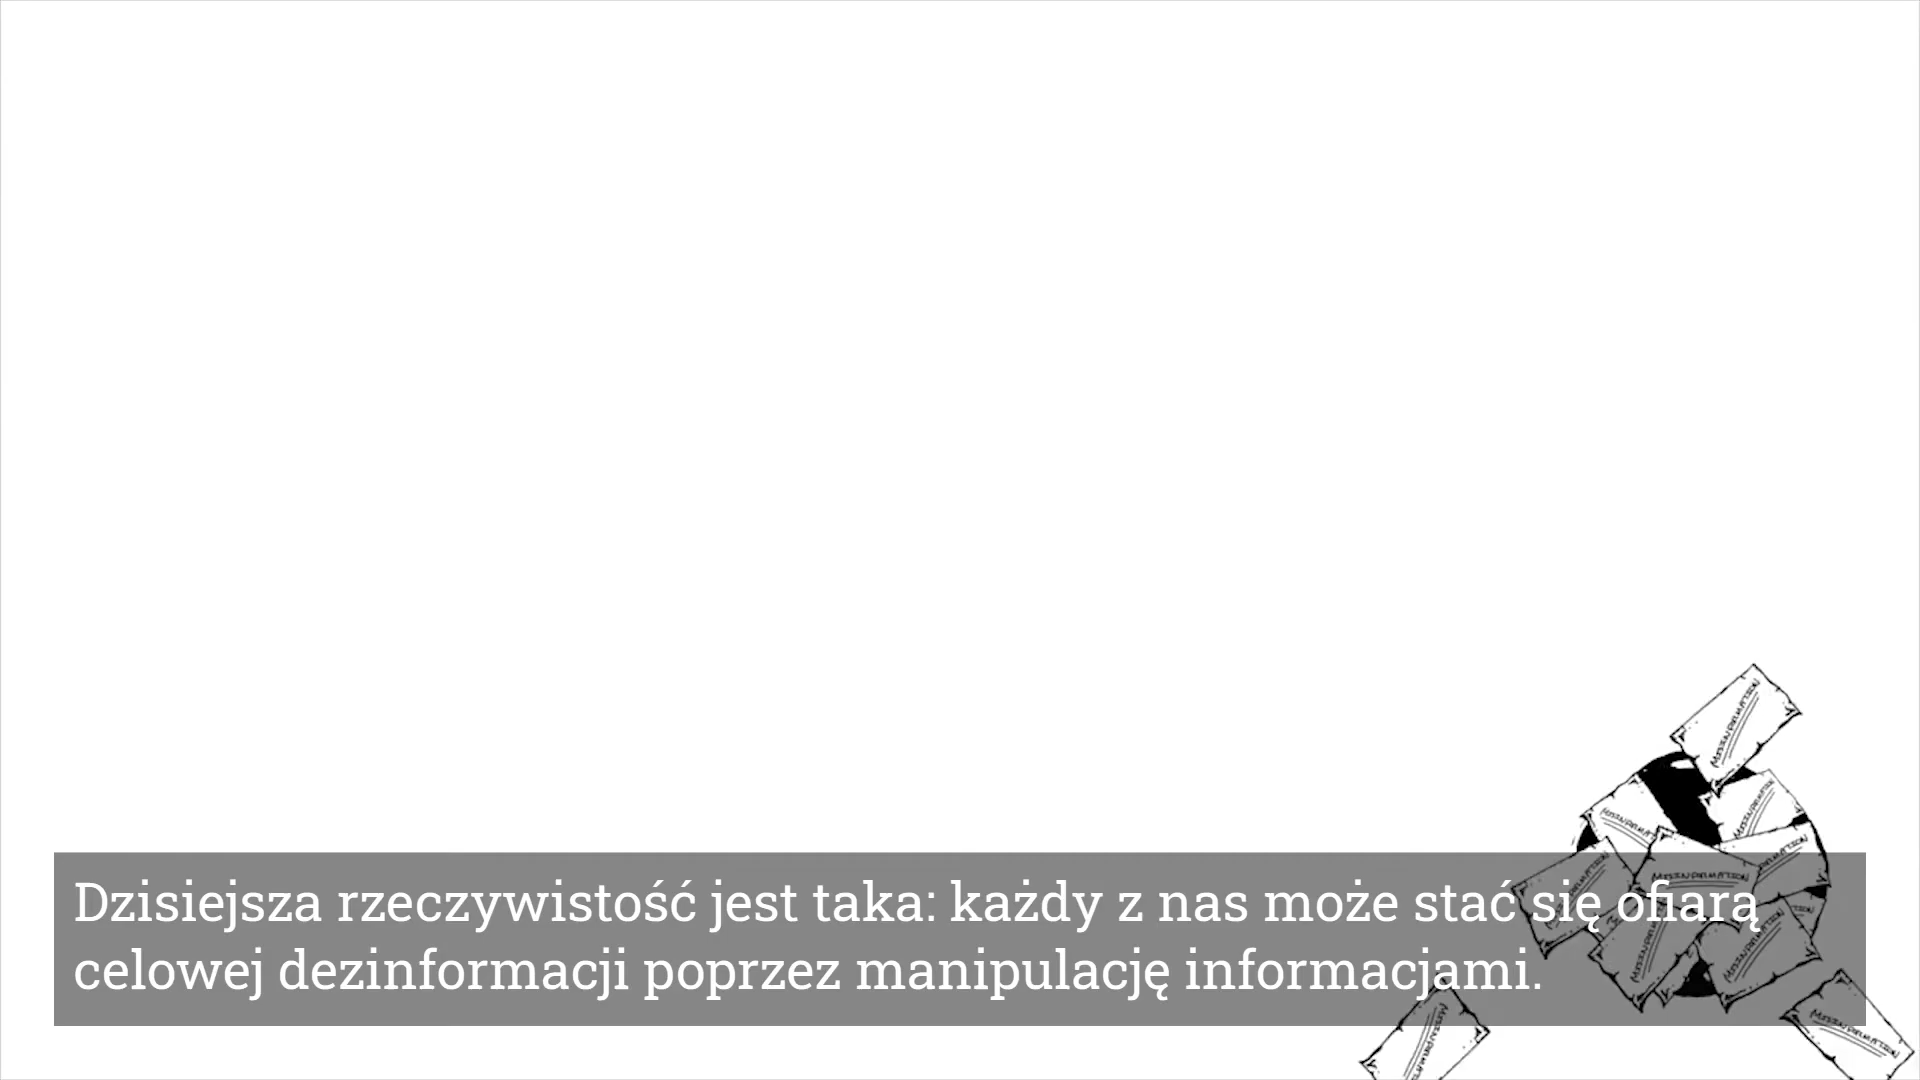 Dzisiejsza rzeczywistość jest taka: każdy z nas może stać się ofiarą
celowej dezinformacji poprzez manipulację informacjami.